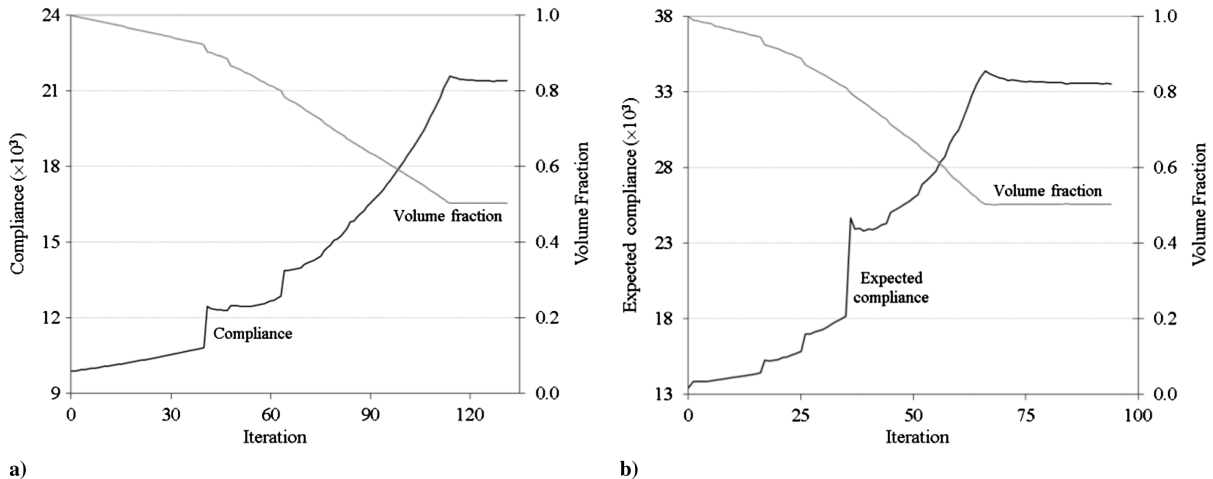 24
21
18
15
12
9
Compliance (×10³)
1.0
0.8
0.6
0.4
0.2
0.0
Volume Fraction
Volume fraction
Compliance
0
30
60
90
120
Iteration
a)
38
33
28
23
18
13
Expected compliance (×10³)
1.0
0.8
0.6
0.4
0.2
0.0
Volume Fraction
Volume fraction
Expected
compliance
0
25
50
75
100
Iteration
b)